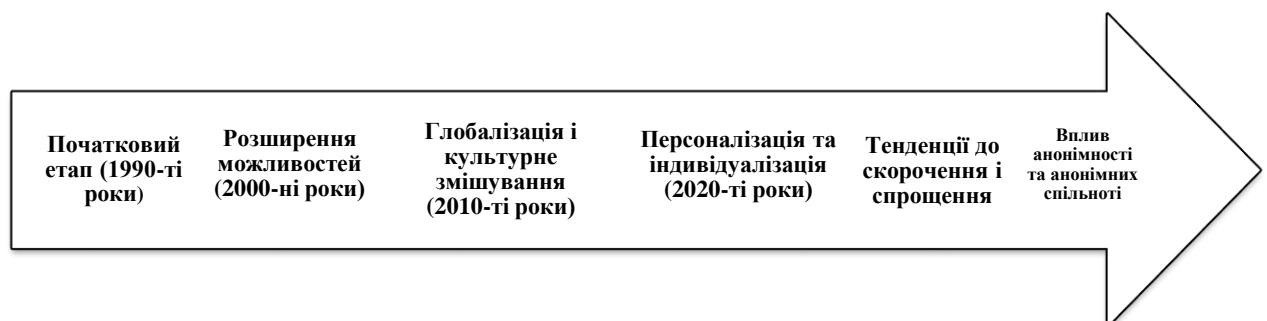 Початковий
етап (1990-ті
роки)
Розширення
можливостей
(2000-ні роки)
Глобалізація і
культурне
змішування
(2010-ті роки)
Персоналізація та
індивідуалізація
(2020-ті роки)
Тенденції до
скорочення і
спрощення
Вплив
анонімності
та анонімних
спільноті